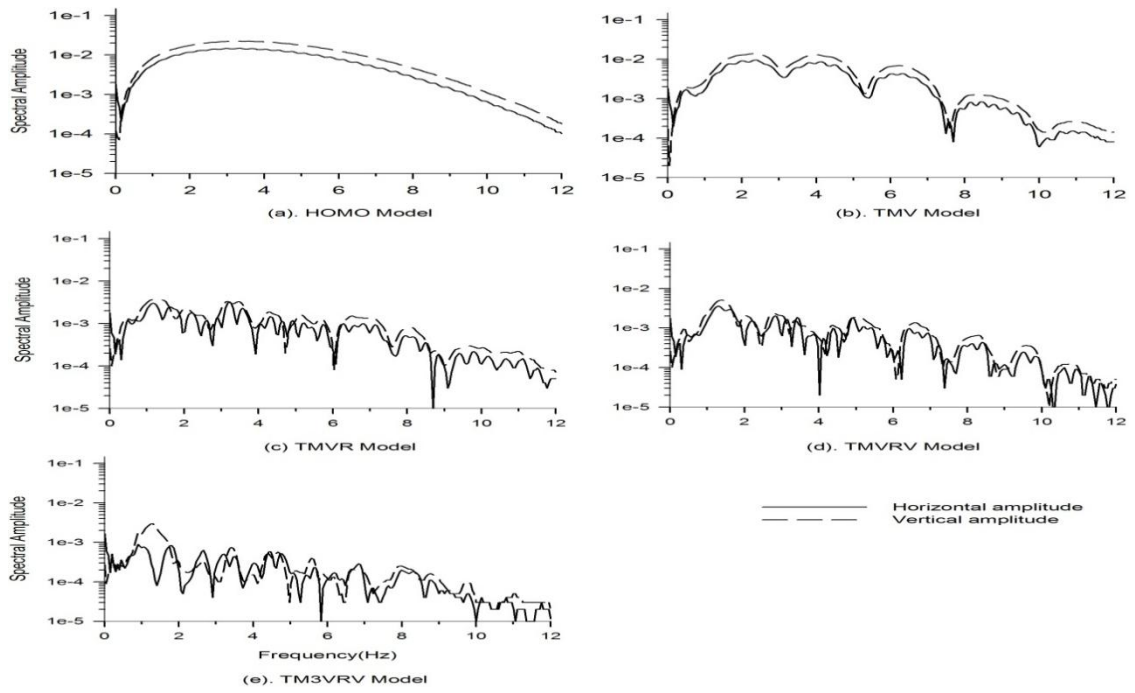 Spectral Amplitude
1e-1
1e-2
1e-3
1e-4
1e-5
0 2 4 6 8 10 12
(a). HOMO Model
1e-1
1e-2
1e-3
1e-4
1e-5
0 2 4 6 8 10 12
(b). TMV Model
Spectral Amplitude
1e-1
1e-2
1e-3
1e-4
1e-5
0 2 4 6 8 10 12
(c) TMVR Model
1e-1
1e-2
1e-3
1e-4
1e-5
0 2 4 6 8 10 12
(d). TMVRV Model
Spectral Amplitude
1e-1
1e-2
1e-3
1e-4
1e-5
0 2 4 6 8 10 12
Frequency(Hz)
(e). TM3VRV Model
Horizontal amplitude
Vertical amplitude